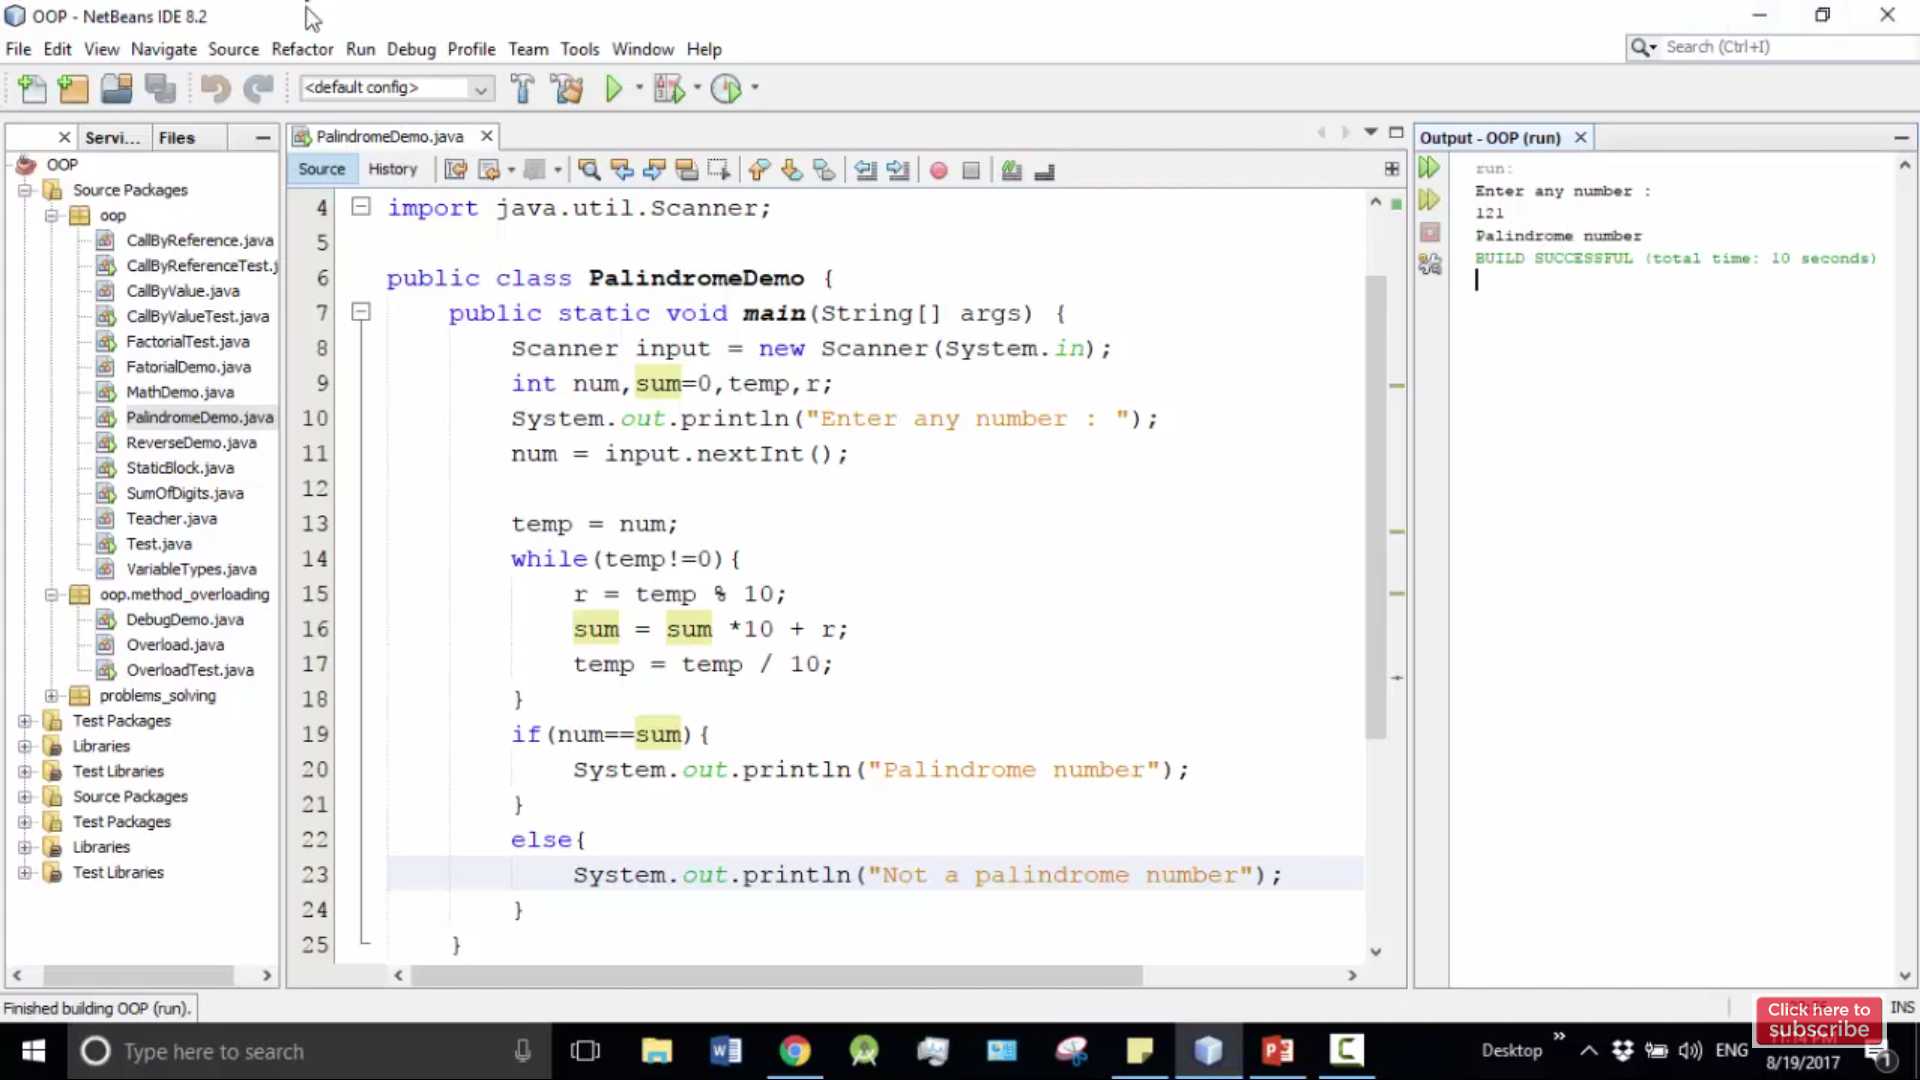 OOP - NetBeans IDE 8.2
File Edit View Navigate Source Refactor Run Debug Profile Team Tools Window Help
Search (Ctrl+I)
<default config>
Servi... Files
PalindromeDemo.java
Output - OOP (run)
Source History
OOP
Source Packages
oop
CallByReference.java
CallByReferenceTest.j
CallByValue.java
CallByValueTest.java
FactorialTest.java
FatorialDemo.java
MathDemo.java
PalindromeDemo.java
ReverseDemo.java
StaticBlock.java
SumOfDigits.java
Teacher.java
Test.java
VariableTypes.java
oop.method_overloading
DebugDemo.java
Overload.java
OverloadTest.java
problems_solving
Test Packages
Libraries
Test Libraries
Source Packages
Test Packages
Libraries
Test Libraries
4 import java.util.Scanner;
5
6 public class PalindromeDemo {
7 public static void main(String[] args) {
8 Scanner input = new Scanner(System.in);
9 int num,sum=0,temp,r;
10 System.out.println("Enter any number : ");
11 num = input.nextInt();
12
13 temp = num;
14 while(temp!=0){
15 r = temp % 10;
16 sum = sum *10 + r;
17 temp = temp / 10;
18 }
19 if(num==sum){
20 System.out.println("Palindrome number");
21 }
22 else{
23 System.out.println("Not a palindrome number");
24 }
25 }
run:
Enter any number :
121
Palindrome number
BUILD SUCCESSFUL (total time: 10 seconds)
Finished building OOP (run).
INS
Click here to
subscribe
Type here to search
Desktop
ENG
8/19/2017
1